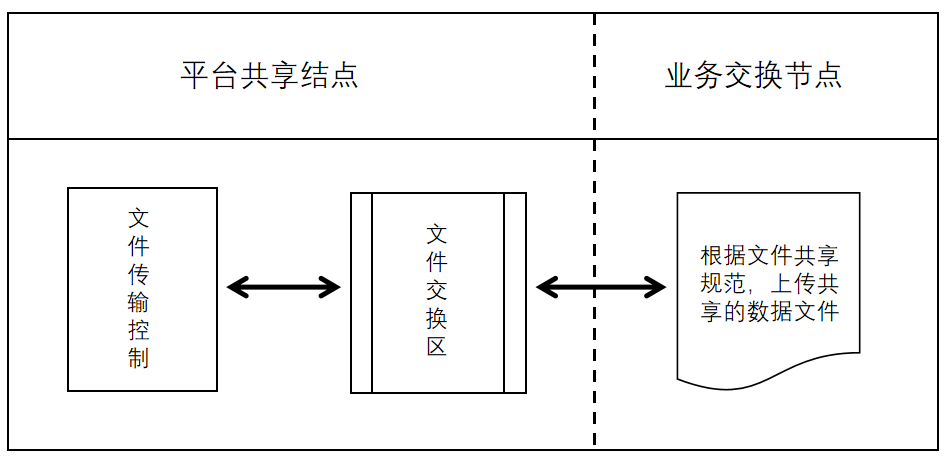 平台共享结点
业务交换节点
文件传输控制
文件交换区
根据文件共享
规范，上传共
享的数据文件